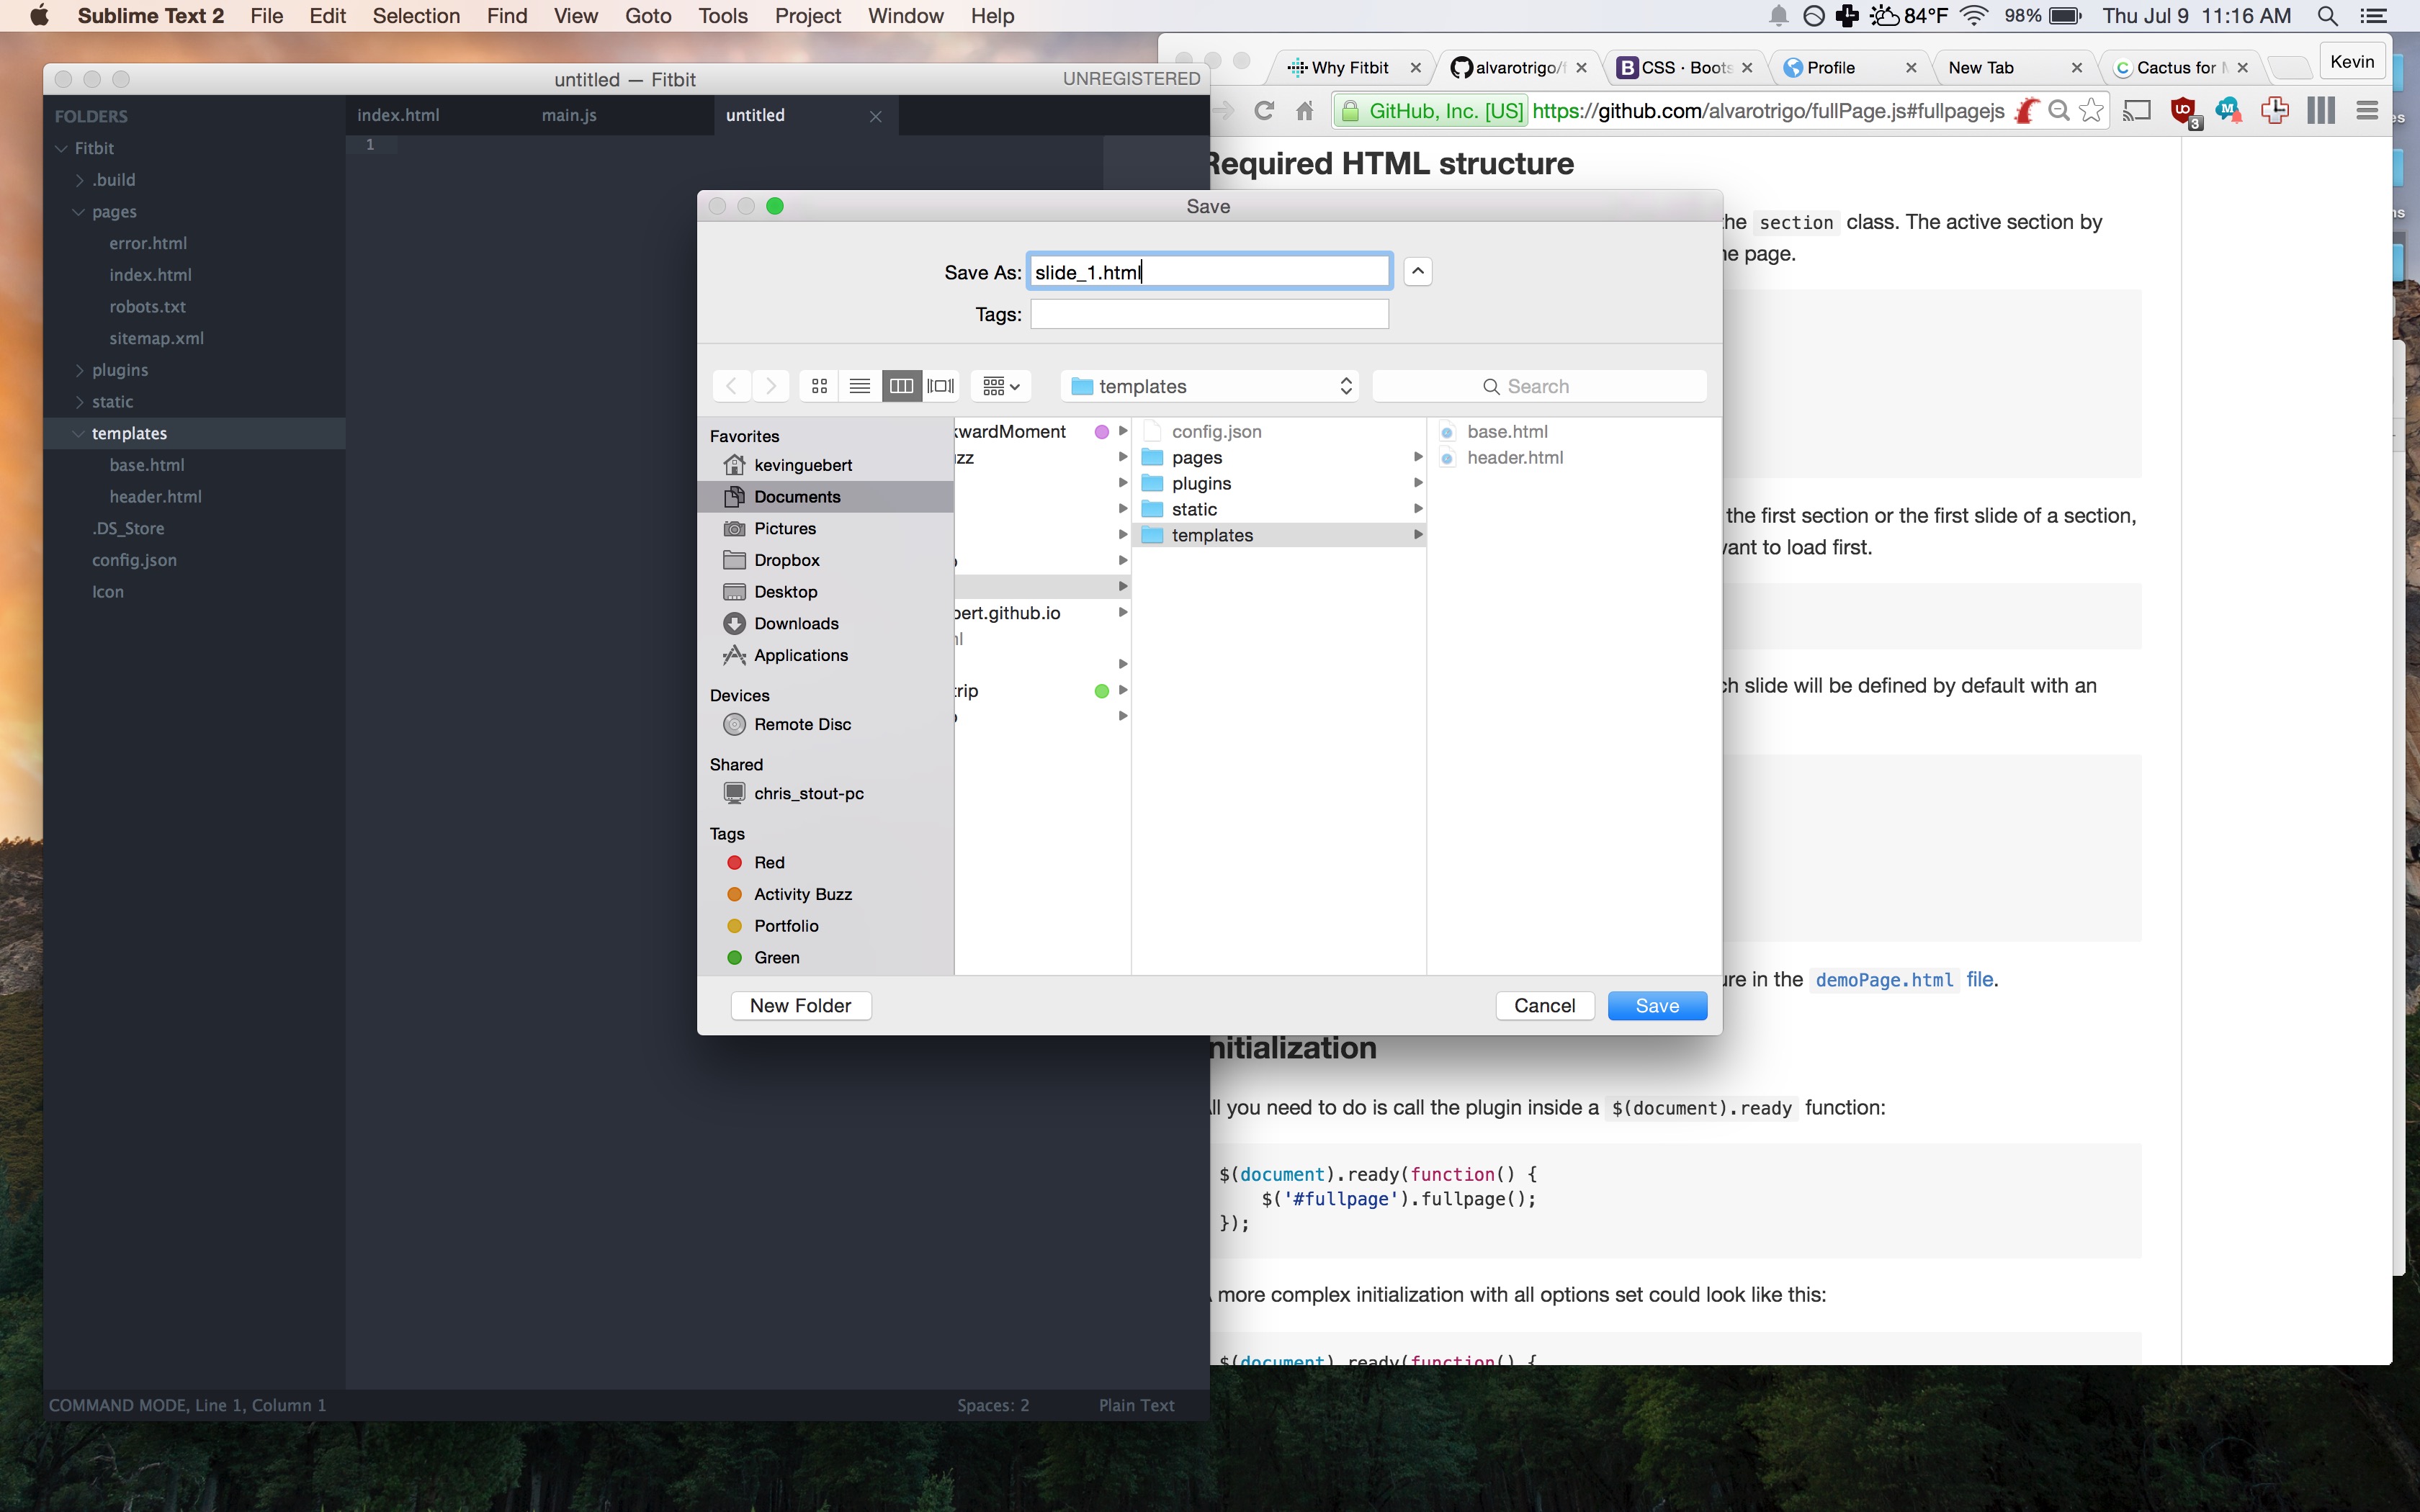 Sublime Text 2 File Edit Selection Find View Goto Tools Project Window Help
84°F 98% Thu Jul 9 11:16 AM
untitled — Fitbit UNREGISTERED
FOLDERS
Fitbit
.build
pages
error.html
index.html
robots.txt
sitemap.xml
plugins
static
templates
base.html
header.html
.DS_Store
config.json
Icon
index.html main.js untitled
1
COMMAND MODE, Line 1, Column 1 Spaces: 2 Plain Text
Save
Save As: slide_1.html
Tags:
templates Search
Favorites
kevinguebert
Documents
Pictures
Dropbox
Desktop
Downloads
Applications
Devices
Remote Disc
Shared
chris_stout-pc
Tags
Red
Activity Buzz
Portfolio
Green
kwardMoment
zz
bert.github.io
trip
config.json
pages
plugins
static
templates
base.html
header.html
New Folder Cancel Save
Why Fitbit alvarotrigo/f CSS · Boots Profile New Tab Cactus for M Kevin
GitHub, Inc. [US] https://github.com/alvarotrigo/fullPage.js#fullpagejs
3
Required HTML structure
the section class. The active section by
he page.
the first section or the first slide of a section,
want to load first.
ch slide will be defined by default with an
ure in the demoPage.html file.
nitialization
ll you need to do is call the plugin inside a $(document).ready function:
$(document).ready(function() {
$('#fullpage').fullpage();
});
more complex initialization with all options set could look like this:
$(document).ready(function() {